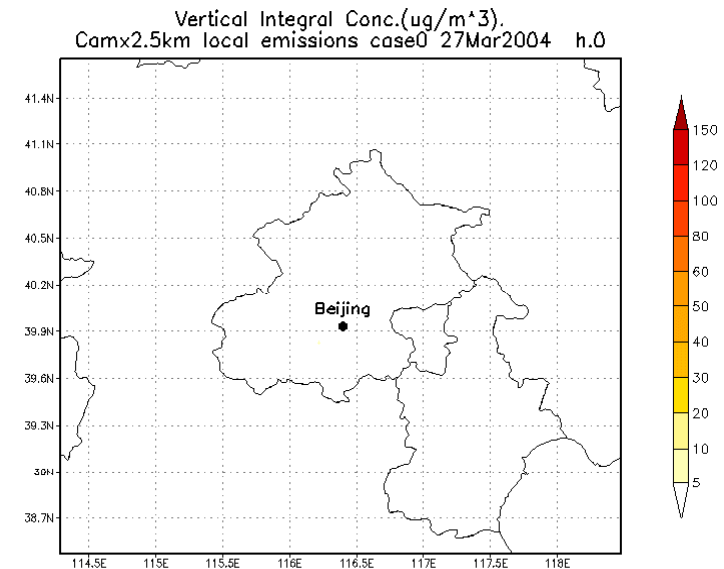 Vertical Integral Conc.(ug/m^3).
Camx2.5km local emissions case0 27Mar2004 h.0
41.4N
41.1N
40.8N
40.5N
40.2N
39.9N
39.6N
39.3N
39N
38.7N
Beijing
114.5E 115E 115.5E 116E 116.5E 117E 117.5E 118E
150
120
100
80
60
50
40
30
20
10
5